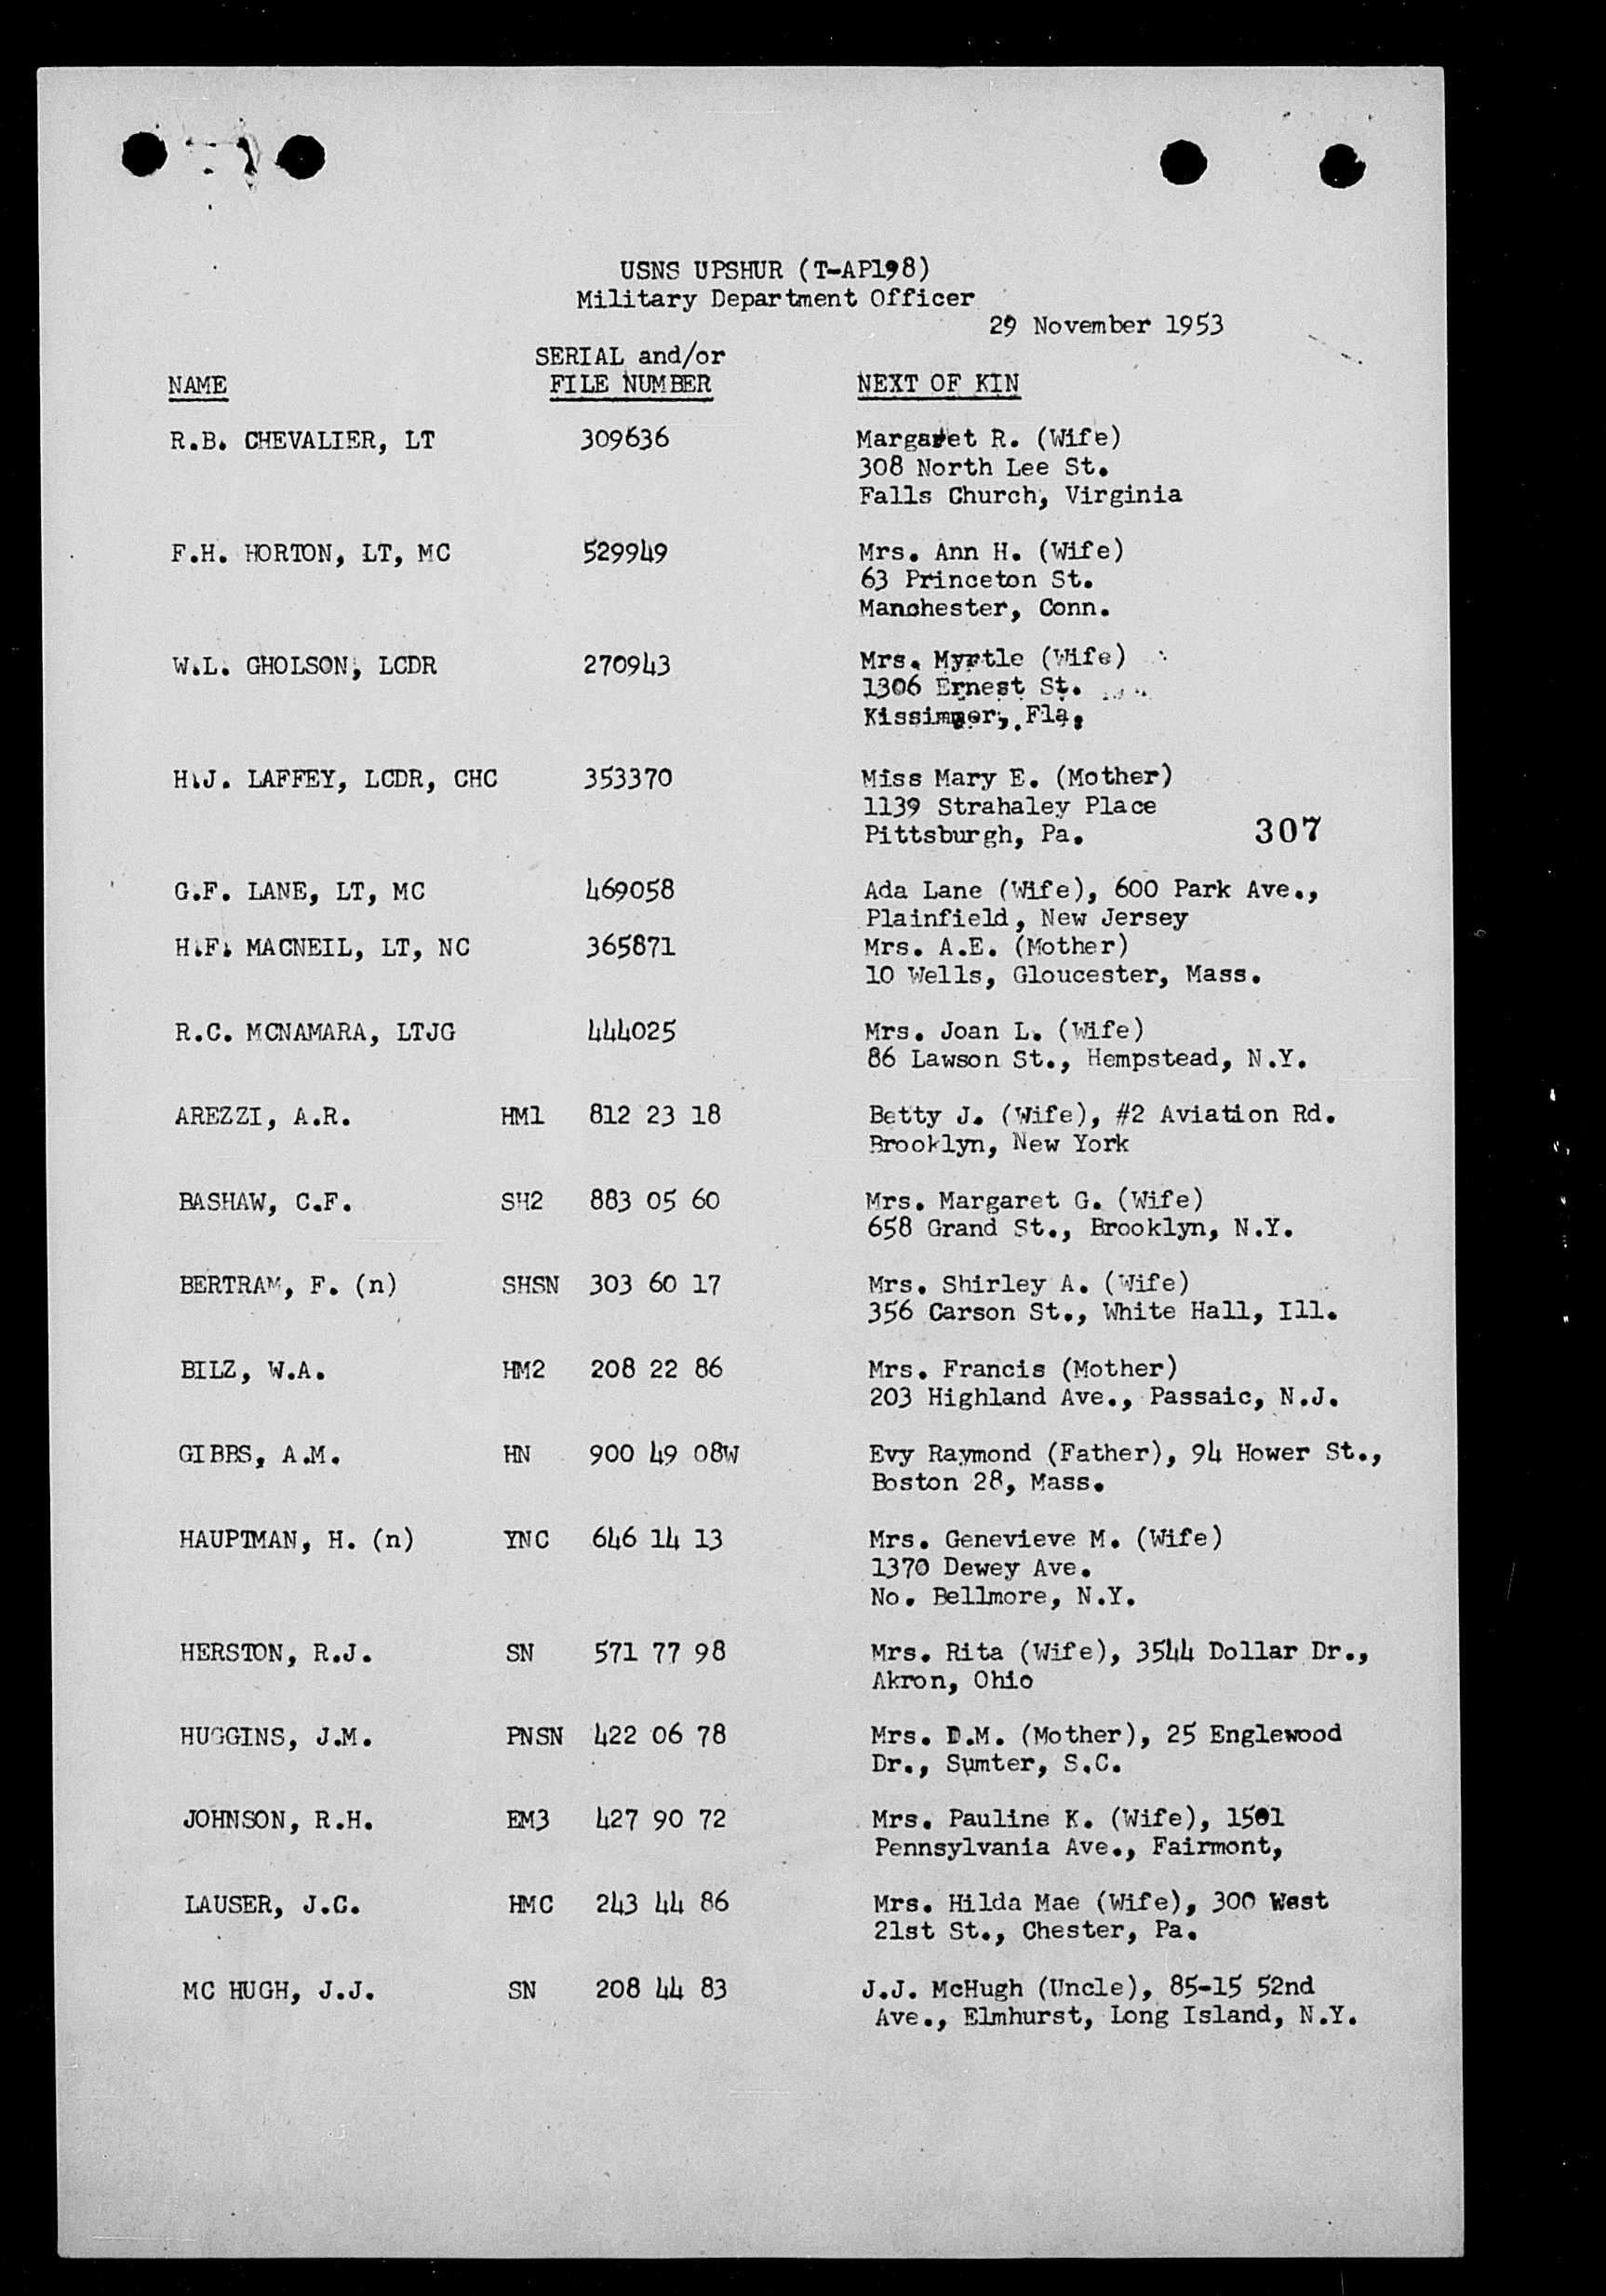 USNS UPSHUR (T-AP198)
Military Department Officer
29 November 1953
SERIAL and/or
NAME FILE NUMBER NEXT OF KIN
R.B. CHEVALIER, LT 309636 Margaret R. (Wife)
308 North Lee St.
Falls Church, Virginia
F.H. HORTON, LT, MC 529949 Mrs. Ann H. (Wife)
63 Princeton St.
Manchester, Conn.
W.L. GHOLSON, LCDR 270943 Mrs. Myrtle (Wife)
1306 Ernest St.
Fla.
H.J. LAFFEY, LCDR, CHC 353370 Miss Mary E. (Mother)
1139 Strahaley Place
Pittsburgh, Pa. 307
G.F. LANE, LT, MC 469058 Ada Lane (Wife), 600 Park Ave.,
Plainfield, New Jersey
H.F. MACNEIL, LT, NC 365871 Mrs. A.E. (Mother)
10 Wells, Gloucester, Mass.
R.C. MCNAMARA, LTJG 444025 Mrs. Joan L. (Wife)
86 Lawson St., Hempstead, N.Y.
AREZZI, A.R. HM1 812 23 18 Betty J. (Wife), #2 Aviation Rd.
Brooklyn, New York
BASHAW, C.F. SH2 883 05 60 Mrs. Margaret G. (Wife)
658 Grand St., Brooklyn, N.Y.
BERTRAM, F. (n) SHSN 303 60 17 Mrs. Shirley A. (Wife)
356 Carson St., White Hall, Ill.
BILZ, W.A. HM2 208 22 86 Mrs. Francis (Mother)
203 Highland Ave., Passaic, N.J.
GIBBS, A.M. HN 900 49 08W Evy Raymond (Father), 94 Hower St.,
Boston 28, Mass.
HAUPTMAN, H. (n) YNC 646 14 13 Mrs. Genevieve M. (Wife)
1370 Dewey Ave.
No. Bellmore, N.Y.
HERSTON, R.J. SN 571 77 98 Mrs. Rita (Wife), 3544 Dollar Dr.,
Akron, Ohio
HUGGINS, J.M. PNSN 422 06 78 Mrs. D.M. (Mother), 25 Englewood
Dr., Sumter, S.C.
JOHNSON, R.H. EM3 427 90 72 Mrs. Pauline K. (Wife), 1501
Pennsylvania Ave., Fairmont,
LAUSER, J.C. HMC 243 44 86 Mrs. Hilda Mae (Wife), 300 West
21st St., Chester, Pa.
MC HUGH, J.J. SN 208 44 83 J.J. McHugh (Uncle), 85-15 52nd
Ave., Elmhurst, Long Island, N.Y.